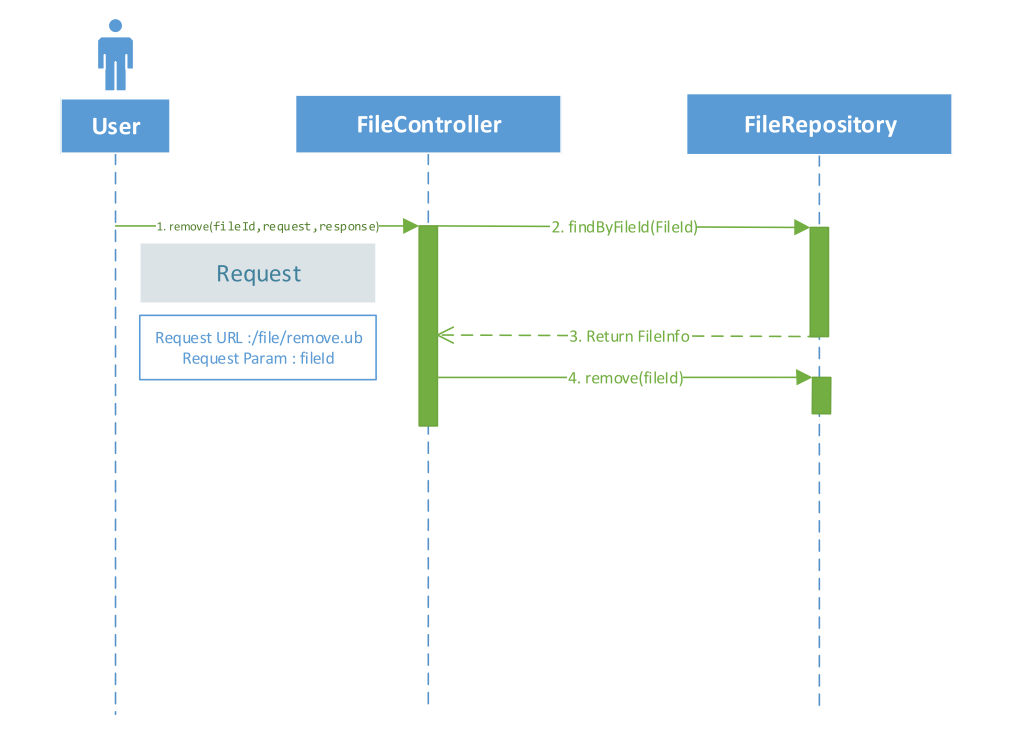 User
FileController
FileRepository
1. remove(fileId,request,response)
2. findByFileId(FileId)
Request
Request URL :/file/remove.ub
Request Param : fileId
3. Return FileInfo
4. remove(fileId)